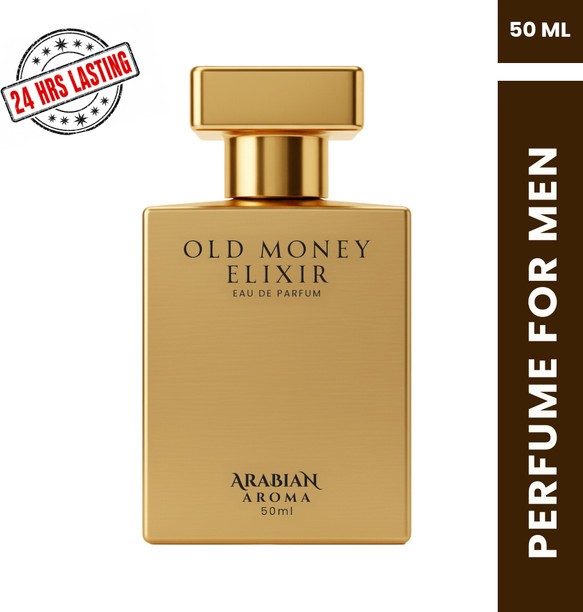 24 HRS LASTING
OLD MONEY
ELIXIR
EAU DE PARFUM
ARABIAN
AROMA
50ml
50 ML
PERFUME FOR MEN